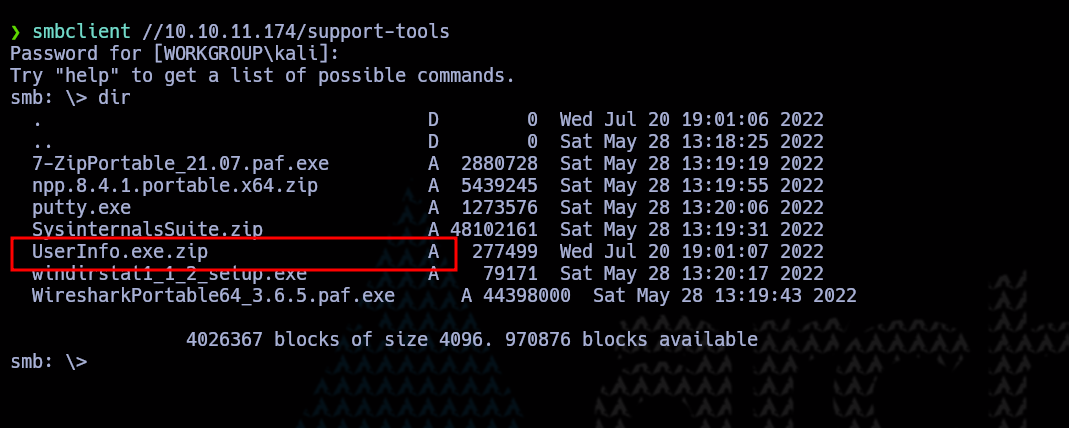 ❯ smbclient //10.10.11.174/support-tools
Password for [WORKGROUP\kali]:
Try "help" to get a list of possible commands.
smb: \> dir
  .                                   D        0  Wed Jul 20 19:01:06 2022
  ..                                  D        0  Sat May 28 13:18:25 2022
  7-ZipPortable_21.07.paf.exe         A  2880728  Sat May 28 13:19:19 2022
  npp.8.4.1.portable.x64.zip          A  5439245  Sat May 28 13:19:55 2022
  putty.exe                           A  1273576  Sat May 28 13:20:06 2022
  SysinternalsSuite.zip               A 48102161  Sat May 28 13:19:31 2022
  UserInfo.exe.zip                    A   277499  Wed Jul 20 19:01:07 2022
  windirstat1_1_2_setup.exe           A    79171  Sat May 28 13:20:17 2022
  WiresharkPortable64_3.6.5.paf.exe      A 44398000  Sat May 28 13:19:43 2022
                4026367 blocks of size 4096. 970876 blocks available
smb: \>